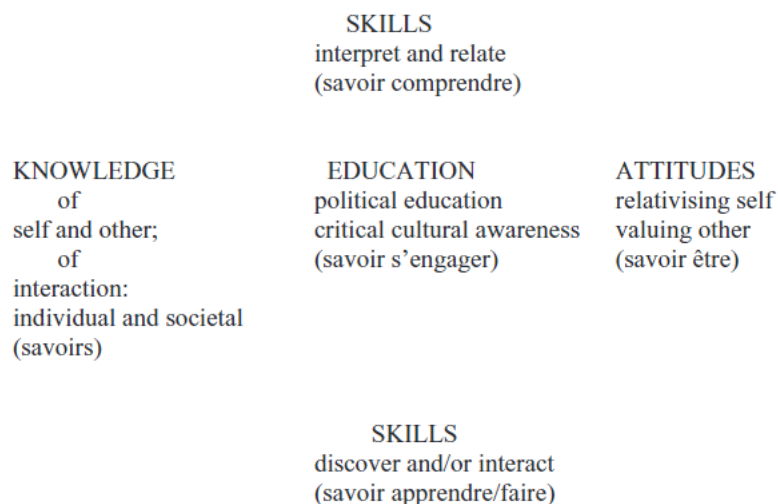 SKILLS
interpret and relate
(savoir comprendre)
KNOWLEDGE
of
self and other;
of
interaction:
individual and societal
(savoirs)
EDUCATION
political education
critical cultural awareness
(savoir s’engager)
ATTITUDES
relativising self
valuing other
(savoir être)
SKILLS
discover and/or interact
(savoir apprendre/faire)